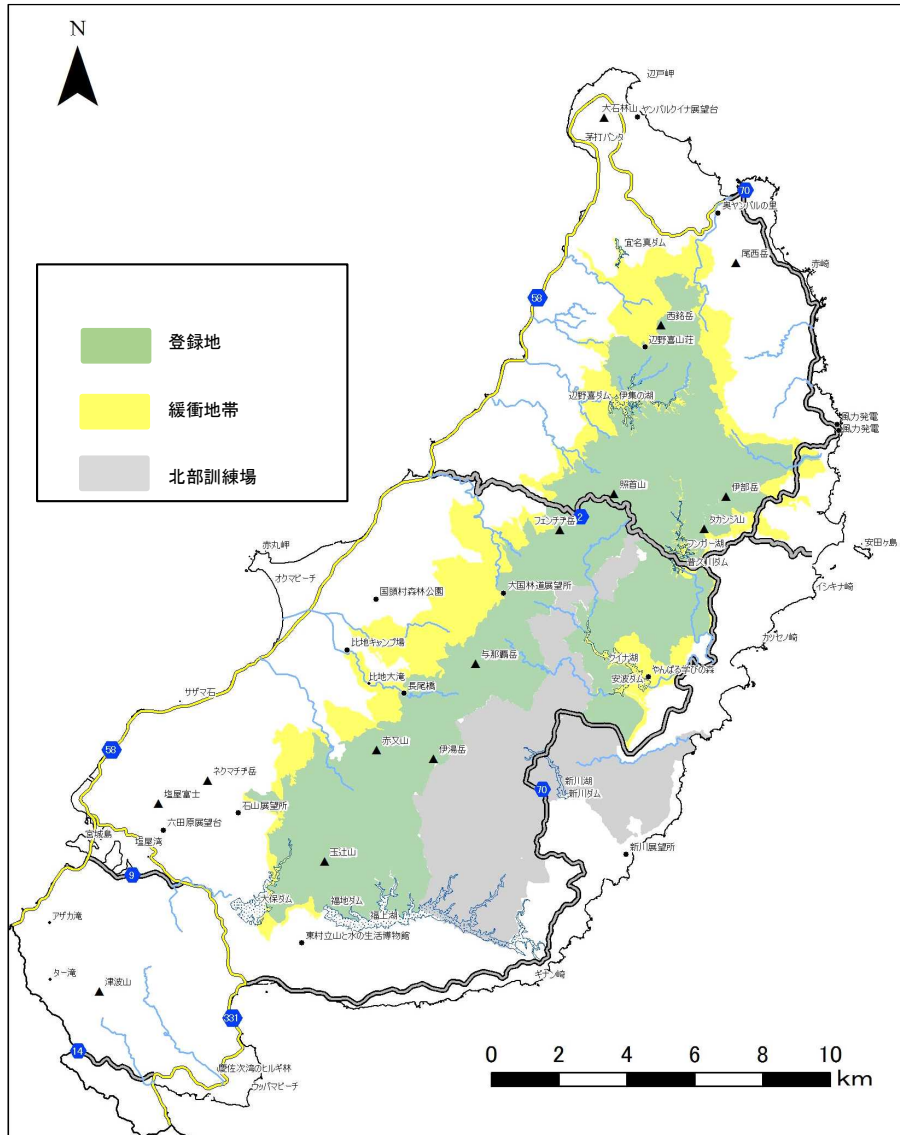 N
辺戸岬
大石林山
ヤンバルクイナ展望台
茅打バンタ
70
奥ヤンバルの里
宜名真ダム
尾西岳
赤崎
58
西銘岳
辺野喜山荘
登録地
緩衝地帯
北部訓練場
辺野喜ダム
伊集の湖
風力発電
風力発電
照首山
伊部岳
2
フェンチヂ岳
タカシジ山
フンガー湖
普久川ダム
安田ヶ島
赤丸岬
オクマビーチ
イシキナ崎
国頭村森林公園
大国林道展望所
カツセノ崎
比地キャンプ場
与那覇岳
クイナ湖
やんばる学びの森
安波ダム
比地大滝
長尾橋
サザマ石
58
赤又山
伊湯岳
ネクマチヂ岳
新川湖
70
新川ダム
塩屋富士
石山展望所
六田原展望台
宮城島
塩屋湾
新川展望所
玉辻山
9
大保ダム
福地ダム
福上湖
アザカ滝
東村立山と水の生活博物館
ギナン崎
ター滝
津波山
331
14
慶佐次湾のヒルギ林
ウッパマビーチ
0 2 4 6 8 10
km